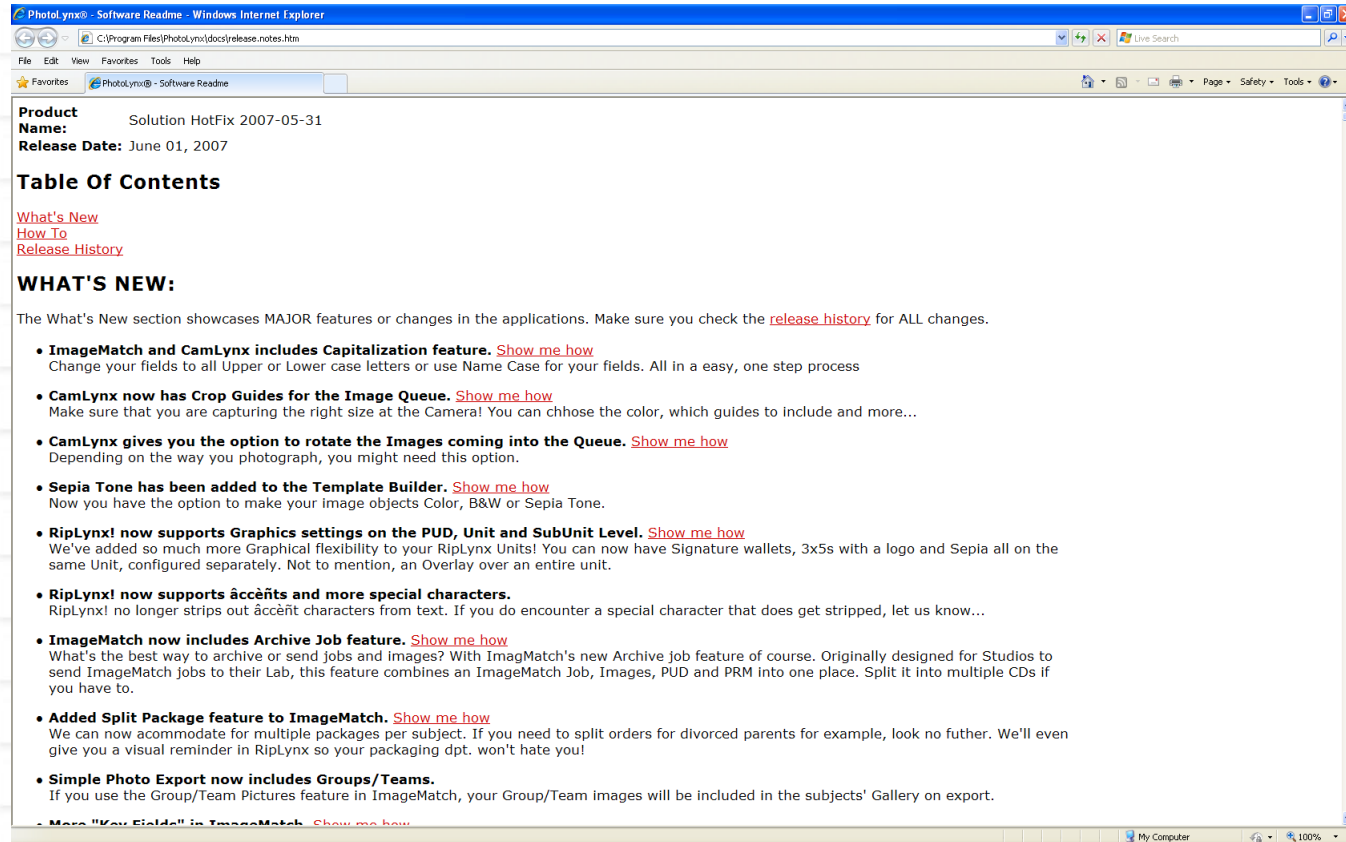 PhotoLynx® - Software Readme - Windows Internet Explorer
C:\Program Files\PhotoLynx\docs\release.notes.htm
Live Search
File Edit View Favorites Tools Help
Favorites PhotoLynx® - Software Readme Page Safety Tools
Product Name: Solution HotFix 2007-05-31
Release Date: June 01, 2007
Table Of Contents
What's New
How To
Release History
WHAT'S NEW:
The What's New section showcases MAJOR features or changes in the applications. Make sure you check the release history for ALL changes.
• ImageMatch and CamLynx includes Capitalization feature. Show me how
Change your fields to all Upper or Lower case letters or use Name Case for your fields. All in a easy, one step process
• CamLynx now has Crop Guides for the Image Queue. Show me how
Make sure that you are capturing the right size at the Camera! You can chhose the color, which guides to include and more...
• CamLynx gives you the option to rotate the Images coming into the Queue. Show me how
Depending on the way you photograph, you might need this option.
• Sepia Tone has been added to the Template Builder. Show me how
Now you have the option to make your image objects Color, B&W or Sepia Tone.
• RipLynx! now supports Graphics settings on the PUD, Unit and SubUnit Level. Show me how
We've added so much more Graphical flexibility to your RipLynx Units! You can now have Signature wallets, 3x5s with a logo and Sepia all on the
same Unit, configured separately. Not to mention, an Overlay over an entire unit.
• RipLynx! now supports âccèñts and more special characters.
RipLynx! no longer strips out âccèñt characters from text. If you do encounter a special character that does get stripped, let us know...
• ImageMatch now includes Archive Job feature. Show me how
What's the best way to archive or send jobs and images? With ImagMatch's new Archive job feature of course. Originally designed for Studios to
send ImageMatch jobs to their Lab, this feature combines an ImageMatch Job, Images, PUD and PRM into one place. Split it into multiple CDs if
you have to.
• Added Split Package feature to ImageMatch. Show me how
We can now acommodate for multiple packages per subject. If you need to split orders for divorced parents for example, look no futher. We'll even
give you a visual reminder in RipLynx so your packaging dpt. won't hate you!
• Simple Photo Export now includes Groups/Teams.
If you use the Group/Team Pictures feature in ImageMatch, your Group/Team images will be included in the subjects' Gallery on export.
• More "Key Fields" in ImageMatch. Show me how
My Computer 100%